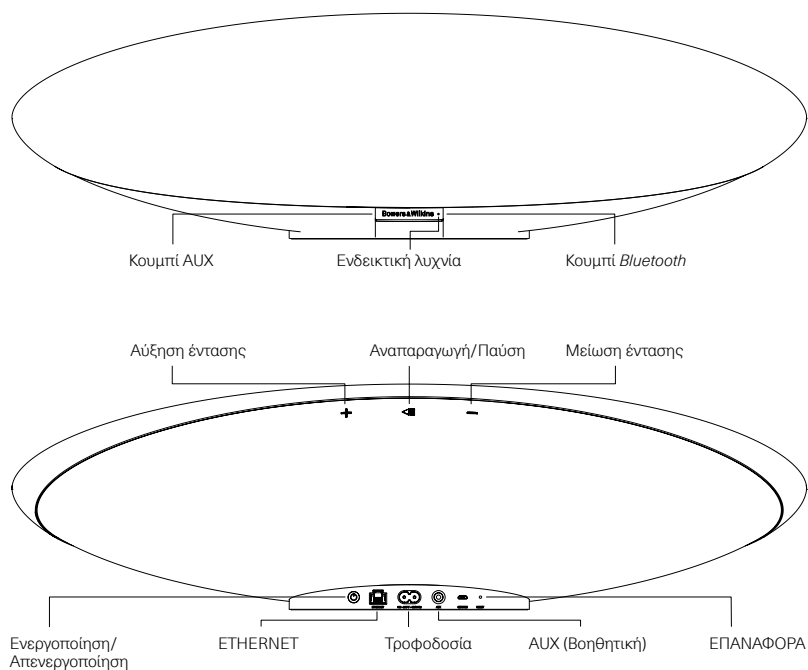 Bowers & Wilkins
Κουμπί AUX
Ενδεικτική λυχνία
Κουμπί Bluetooth
Αύξηση έντασης
Αναπαραγωγή/Παύση
Μείωση έντασης
Ενεργοποίηση/
Απενεργοποίηση
ETHERNET
Τροφοδοσία
AUX (Βοηθητική)
ΕΠΑΝΑΦΟΡΑ